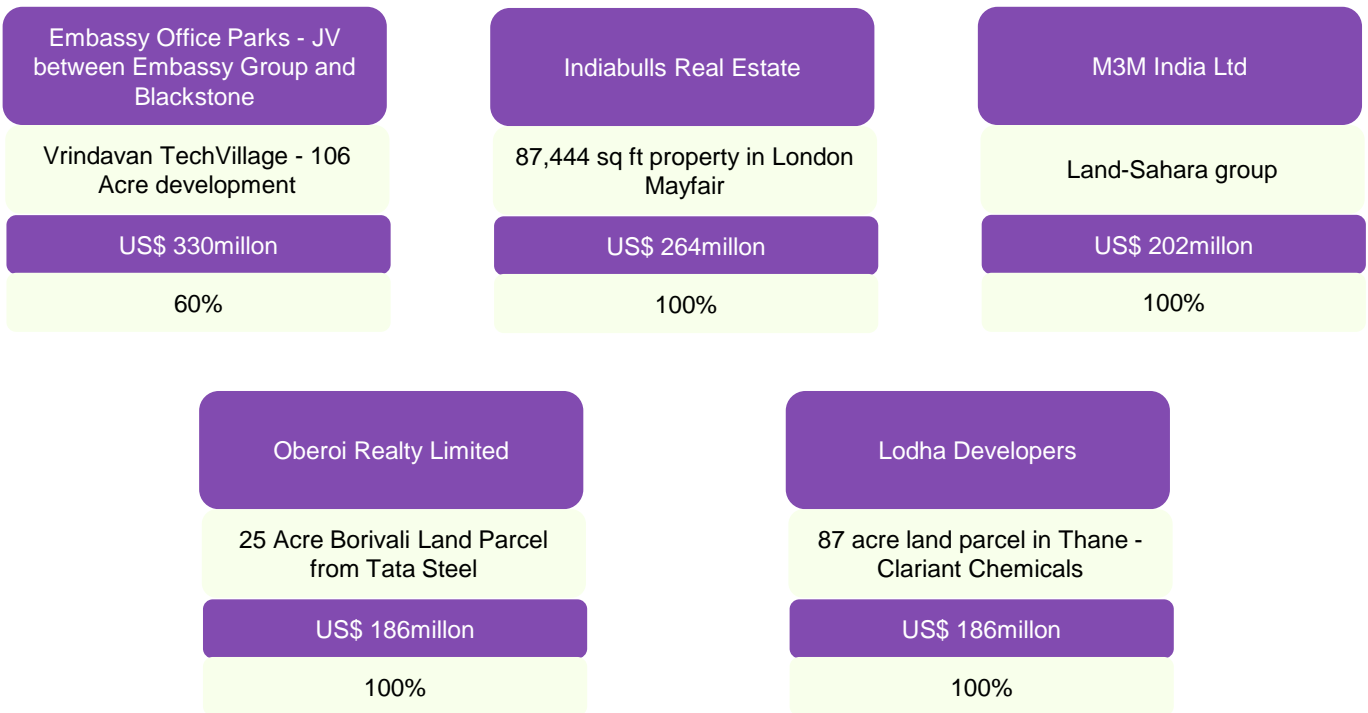 Embassy Office Parks - JV
between Embassy Group and
Blackstone
Vrindavan TechVillage - 106
Acre development
US$ 330millon
60%
Indiabulls Real Estate
87,444 sq ft property in London
Mayfair
US$ 264millon
100%
M3M India Ltd
Land-Sahara group
US$ 202millon
100%
Oberoi Realty Limited
25 Acre Borivali Land Parcel
from Tata Steel
US$ 186millon
100%
Lodha Developers
87 acre land parcel in Thane -
Clariant Chemicals
US$ 186millon
100%